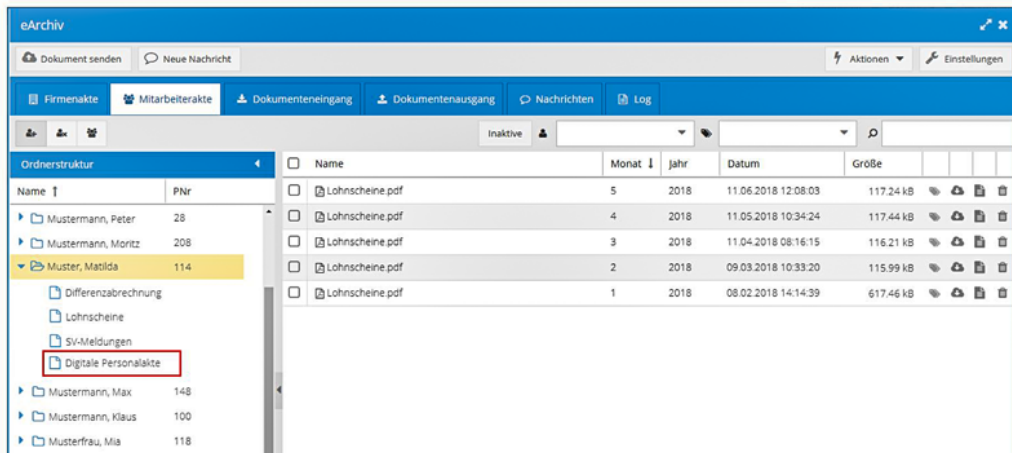 eArchiv
Dokument senden Neue Nachricht Aktionen Einstellungen
Firmenakte Mitarbeiterakte Dokumenteneingang Dokumentenausgang Nachrichten Log
Inaktive
Ordnerstruktur
Name PNr
Mustermann, Peter 28
Mustermann, Moritz 208
Muster, Matilda 114
Differenzabrechnung
Lohnscheine
SV-Meldungen
Digitale Personalakte
Mustermann, Max 148
Mustermann, Klaus 100
Musterfrau, Mia 118
Name Monat Jahr Datum Größe
Lohnscheine.pdf 5 2018 11.06.2018 12:08:03 117.24 kB
Lohnscheine.pdf 4 2018 11.05.2018 10:34:24 117.44 kB
Lohnscheine.pdf 3 2018 11.04.2018 08:16:15 116.21 kB
Lohnscheine.pdf 2 2018 09.03.2018 10:33:20 115.99 kB
Lohnscheine.pdf 1 2018 08.02.2018 14:14:39 617.46 kB